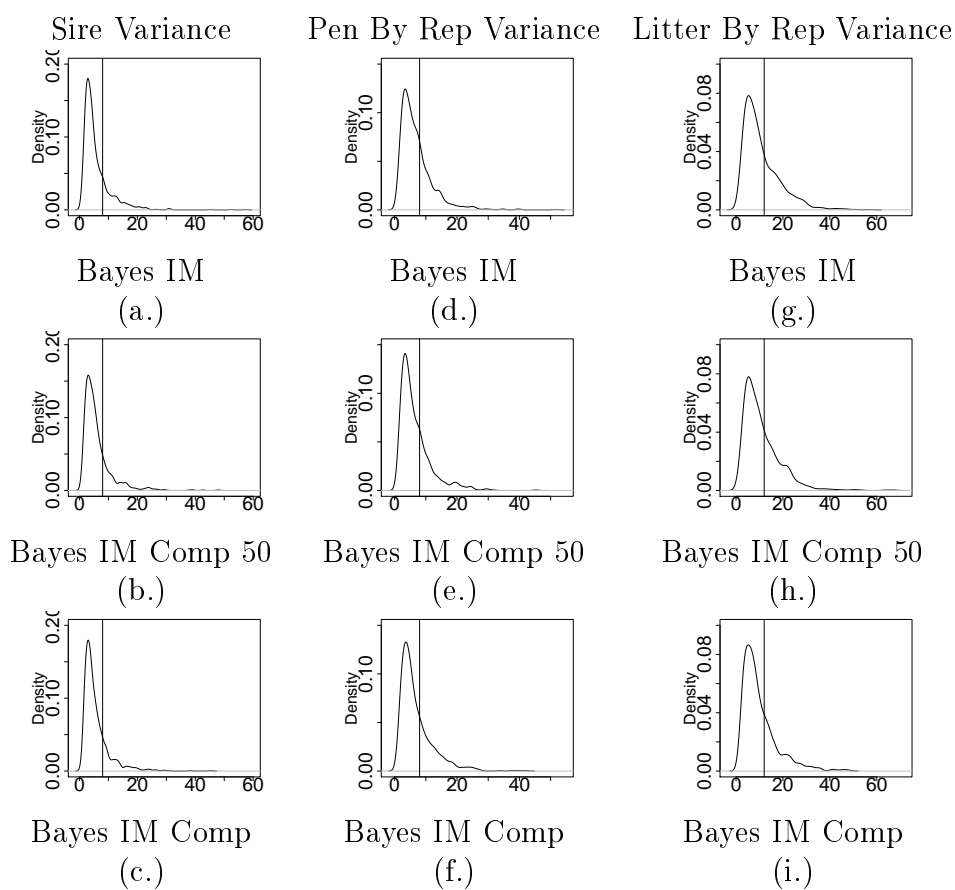 Sire Variance Pen By Rep Variance Litter By Rep Variance
Density 0.00 0.10
0 20 40 60
Density 0.00 0.10
0 20 40
Density 0.00 0.04 0.08
0 20 40 60
Bayes IM Bayes IM Bayes IM
(a.) (d.) (g.)
Density 0.00 0.10
0 20 40 60
Density 0.00 0.10
0 20 40
Density 0.00 0.04 0.08
0 20 40 60
Bayes IM Comp 50 Bayes IM Comp 50 Bayes IM Comp 50
(b.) (e.) (h.)
Density 0.00 0.10
0 20 40 60
Density 0.00 0.10
0 20 40
Density 0.00 0.04 0.08
0 20 40 60
Bayes IM Comp Bayes IM Comp Bayes IM Comp
(c.) (f.) (i.)